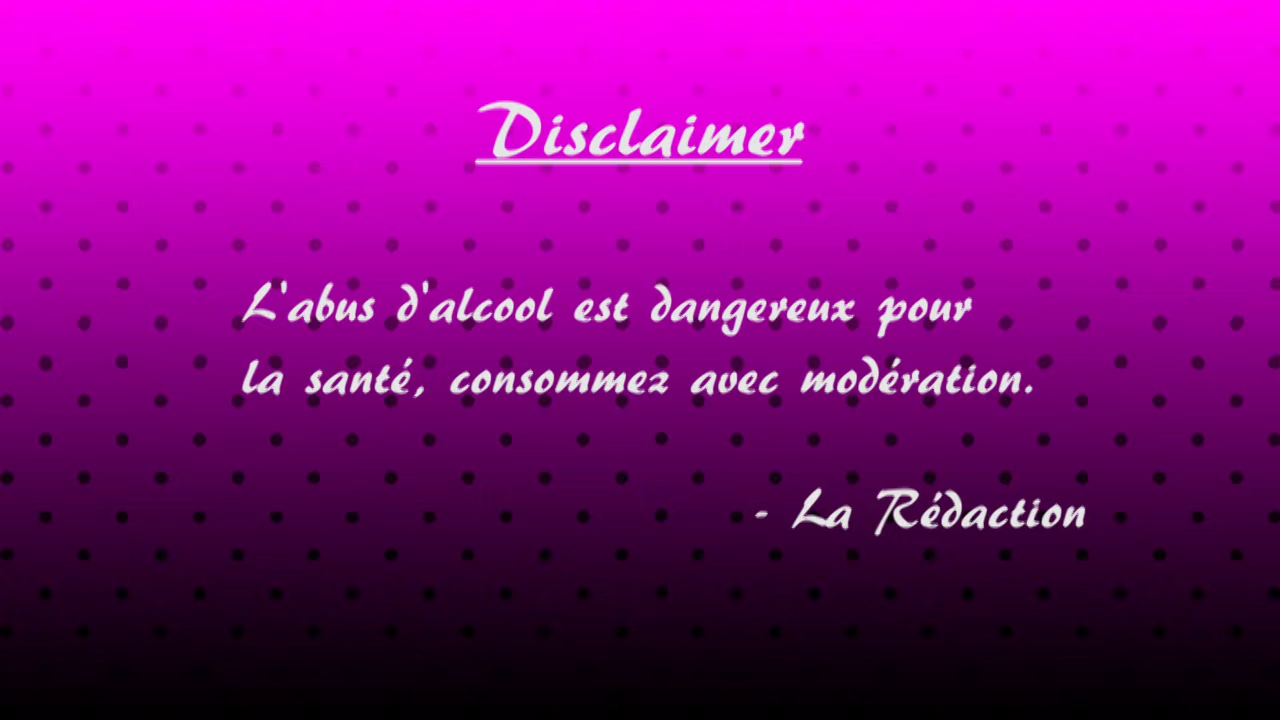 Disclaimer
L'abus d'alcool est dangereux pour
la santé, consommez avec modération.
- La Rédaction